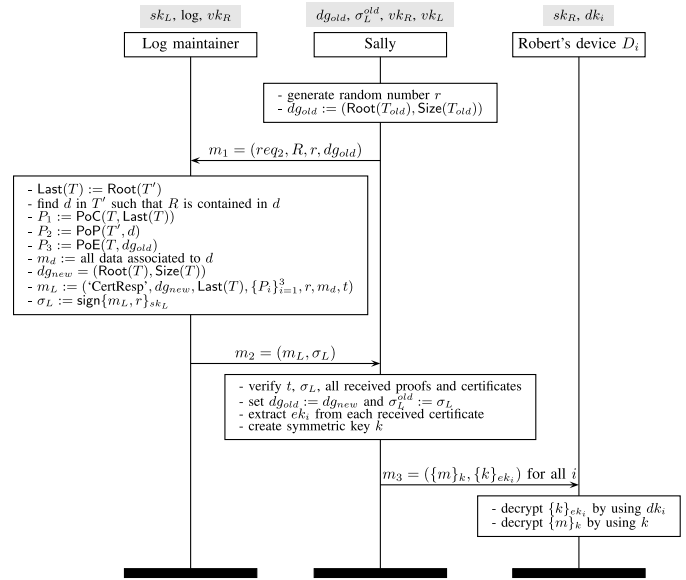 sk_L, log, vk_R
dg_old, σ_L^old, vk_R, vk_L
sk_R, dk_i
Log maintainer
Sally
Robert's device D_i
- generate random number r
- dg_old := (Root(T_old), Size(T_old))
m_1 = (req_2, R, r, dg_old)
- Last(T) := Root(T′)
- find d in T′ such that R is contained in d
- P_1 := PoC(T, Last(T))
- P_2 := PoP(T′, d)
- P_3 := PoE(T, dg_old)
- m_d := all data associated to d
- dg_new = (Root(T), Size(T))
- m_L := (‘CertResp’, dg_new, Last(T), {P_i}_{i=1}^3, r, m_d, t)
- σ_L := sign{m_L, r}_{sk_L}
m_2 = (m_L, σ_L)
- verify t, σ_L, all received proofs and certificates
- set dg_old := dg_new and σ_L^old := σ_L
- extract ek_i from each received certificate
- create symmetric key k
m_3 = ({m}_k, {k}_{ek_i}) for all i
- decrypt {k}_{ek_i} by using dk_i
- decrypt {m}_k by using k